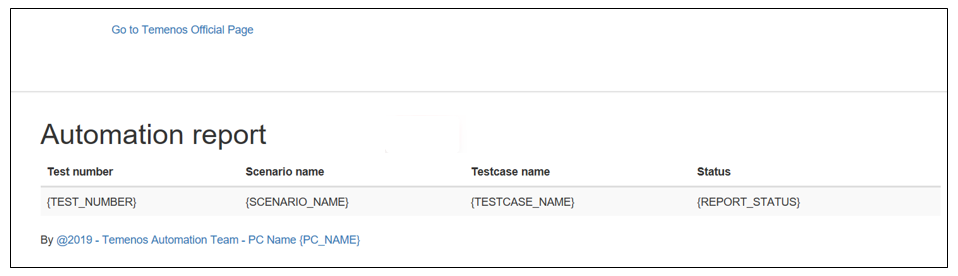 Go to Temenos Official Page
Automation report
Test number Scenario name Testcase name Status
{TEST_NUMBER} {SCENARIO_NAME} {TESTCASE_NAME} {REPORT_STATUS}
By @2019 - Temenos Automation Team - PC Name {PC_NAME}